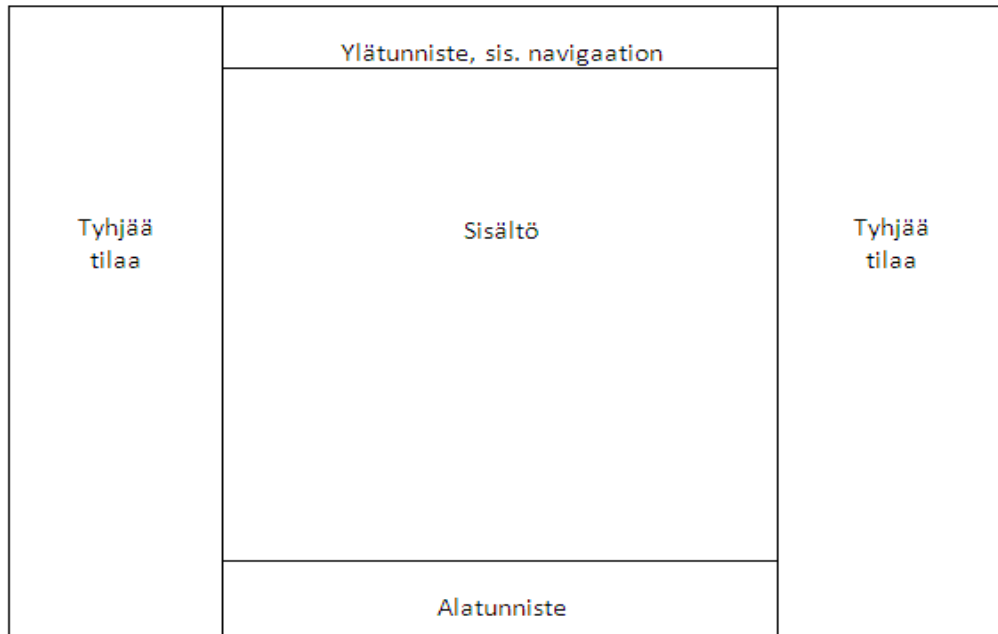 Ylätunniste, sis. navigaation
Tyhjää
tilaa
Sisältö
Tyhjää
tilaa
Alatunniste